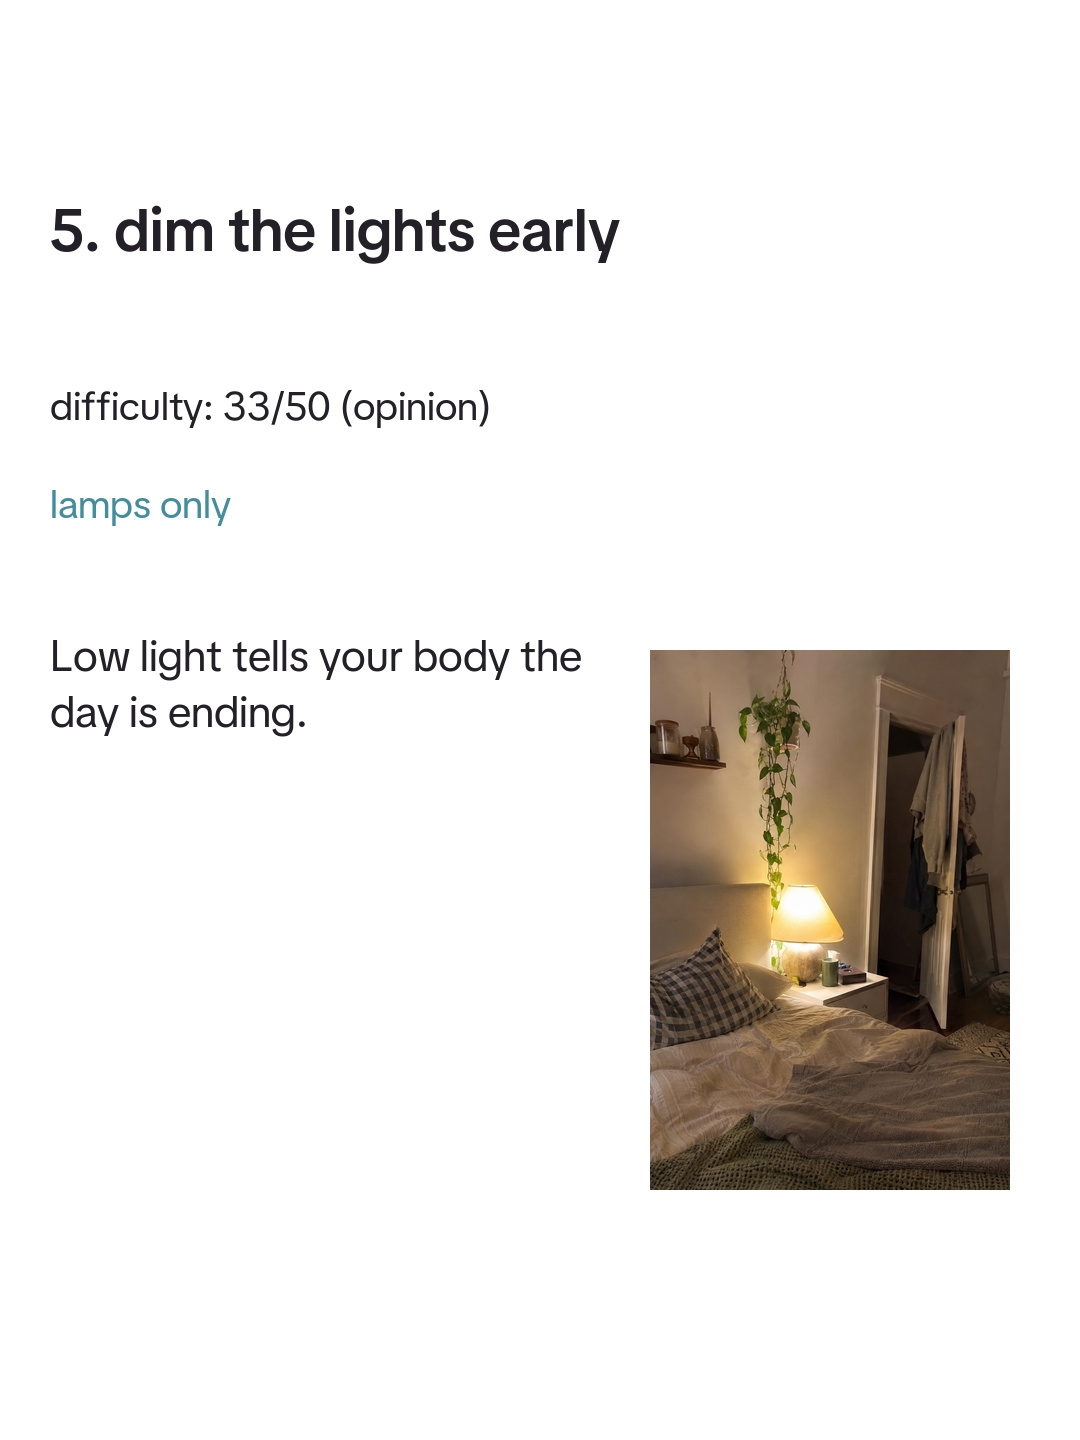 5. dim the lights early
difficulty: 33/50 (opinion)
lamps only
Low light tells your body the
day is ending.